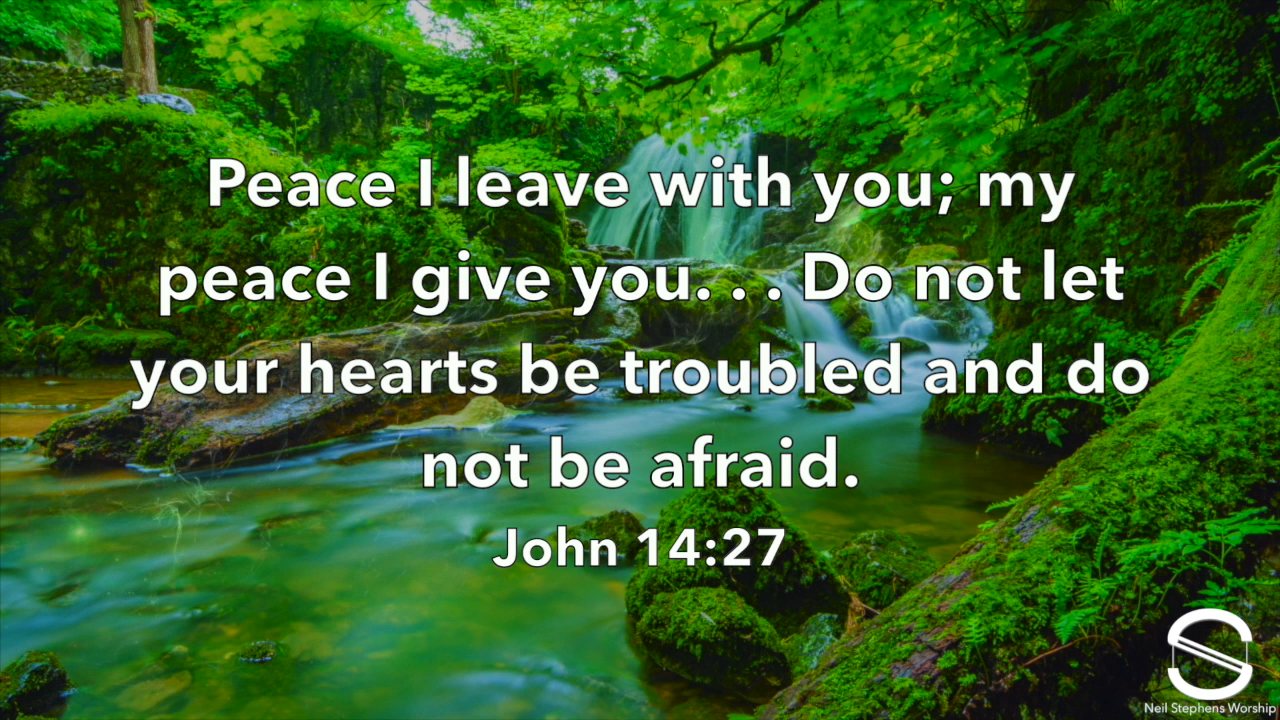 Peace I leave with you; my
peace I give you. . . Do not let
your hearts be troubled and do
not be afraid.
John 14:27
Neil Stephens Worship